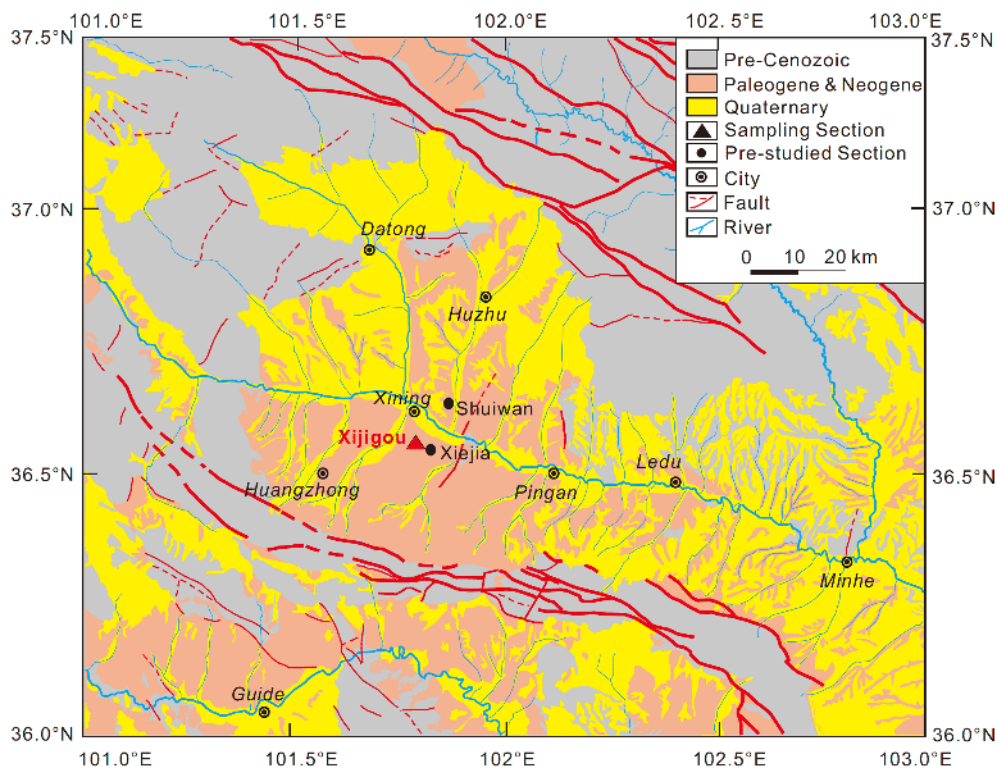 101.0°E 101.5°E 102.0°E 102.5°E 103.0°E
37.5°N 37.5°N
Pre-Cenozoic
Paleogene & Neogene
Quaternary
Sampling Section
Pre-studied Section
City
Fault
River
0 10 20 km
37.0°N 37.0°N
Datong
Huzhu
Xining
Shuiwan
Xijigou
Xiejia
36.5°N 36.5°N
Huangzhong
Pingan
Ledu
Minhe
Guide
36.0°N 36.0°N
101.0°E 101.5°E 102.0°E 102.5°E 103.0°E